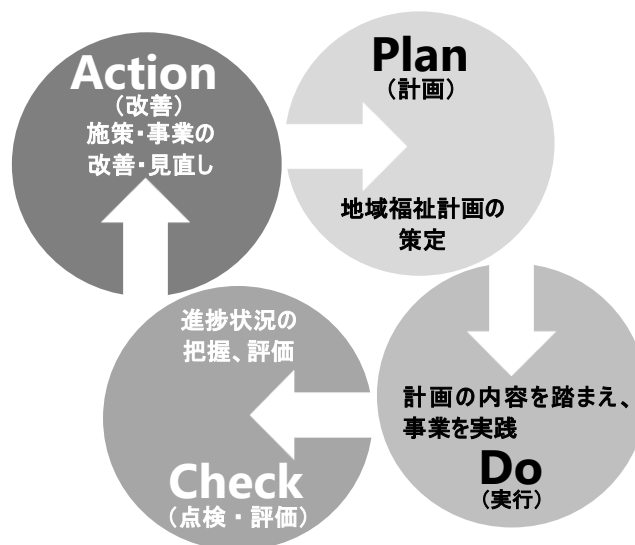 Plan
（計画）
地域福祉計画の
策定
計画の内容を踏まえ、
事業を実践
Do
（実行）
進捗状況の
把握、評価
Check
（点検・評価）
Action
（改善）
施策・事業の
改善・見直し